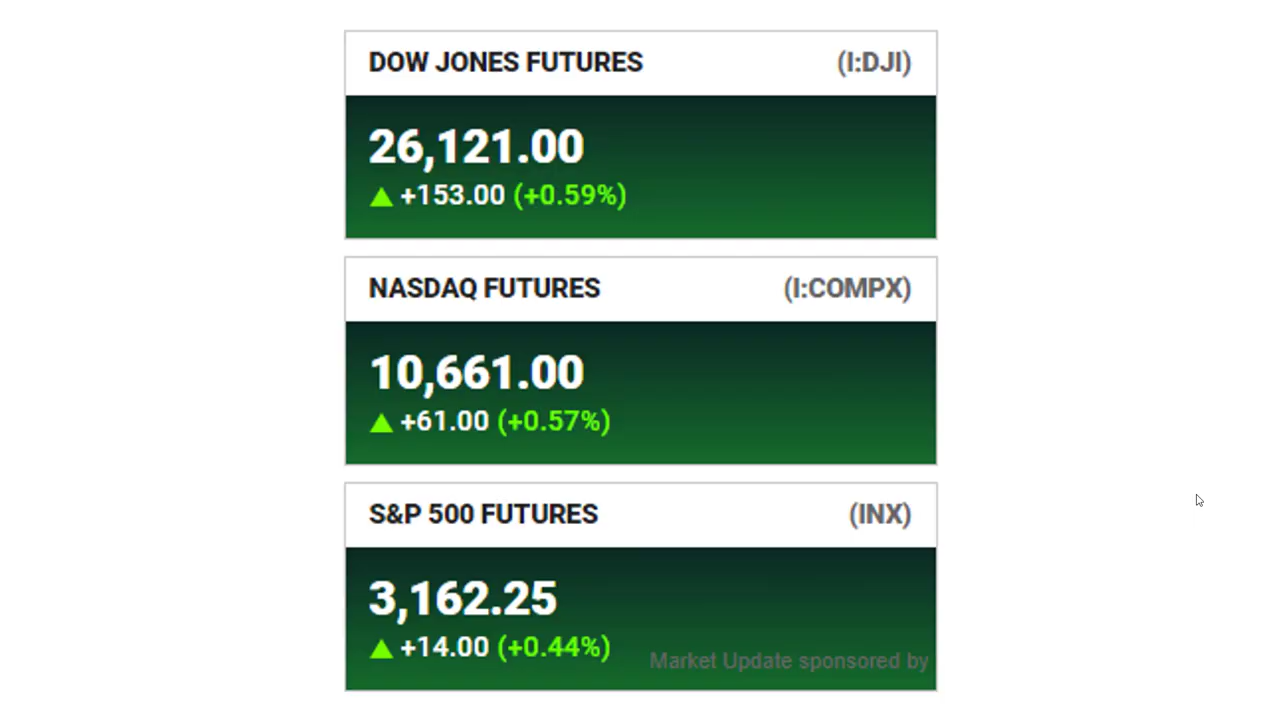 DOW JONES FUTURES (I:DJI)
26,121.00
▲ +153.00 (+0.59%)
NASDAQ FUTURES (I:COMPX)
10,661.00
▲ +61.00 (+0.57%)
S&P 500 FUTURES (INX)
3,162.25
▲ +14.00 (+0.44%)
Market Update sponsored by